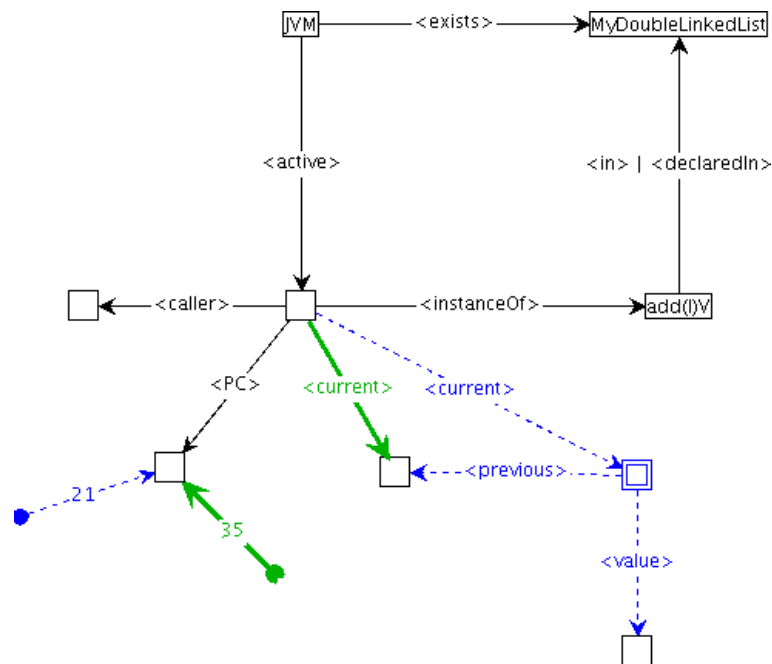 JVM
<exists>
MyDoubleLinkedList
<active>
<in> | <declaredIn>
<caller>
<instanceOf>
add(I)V
<PC>
<current>
<current>
<previous>
21
35
<value>